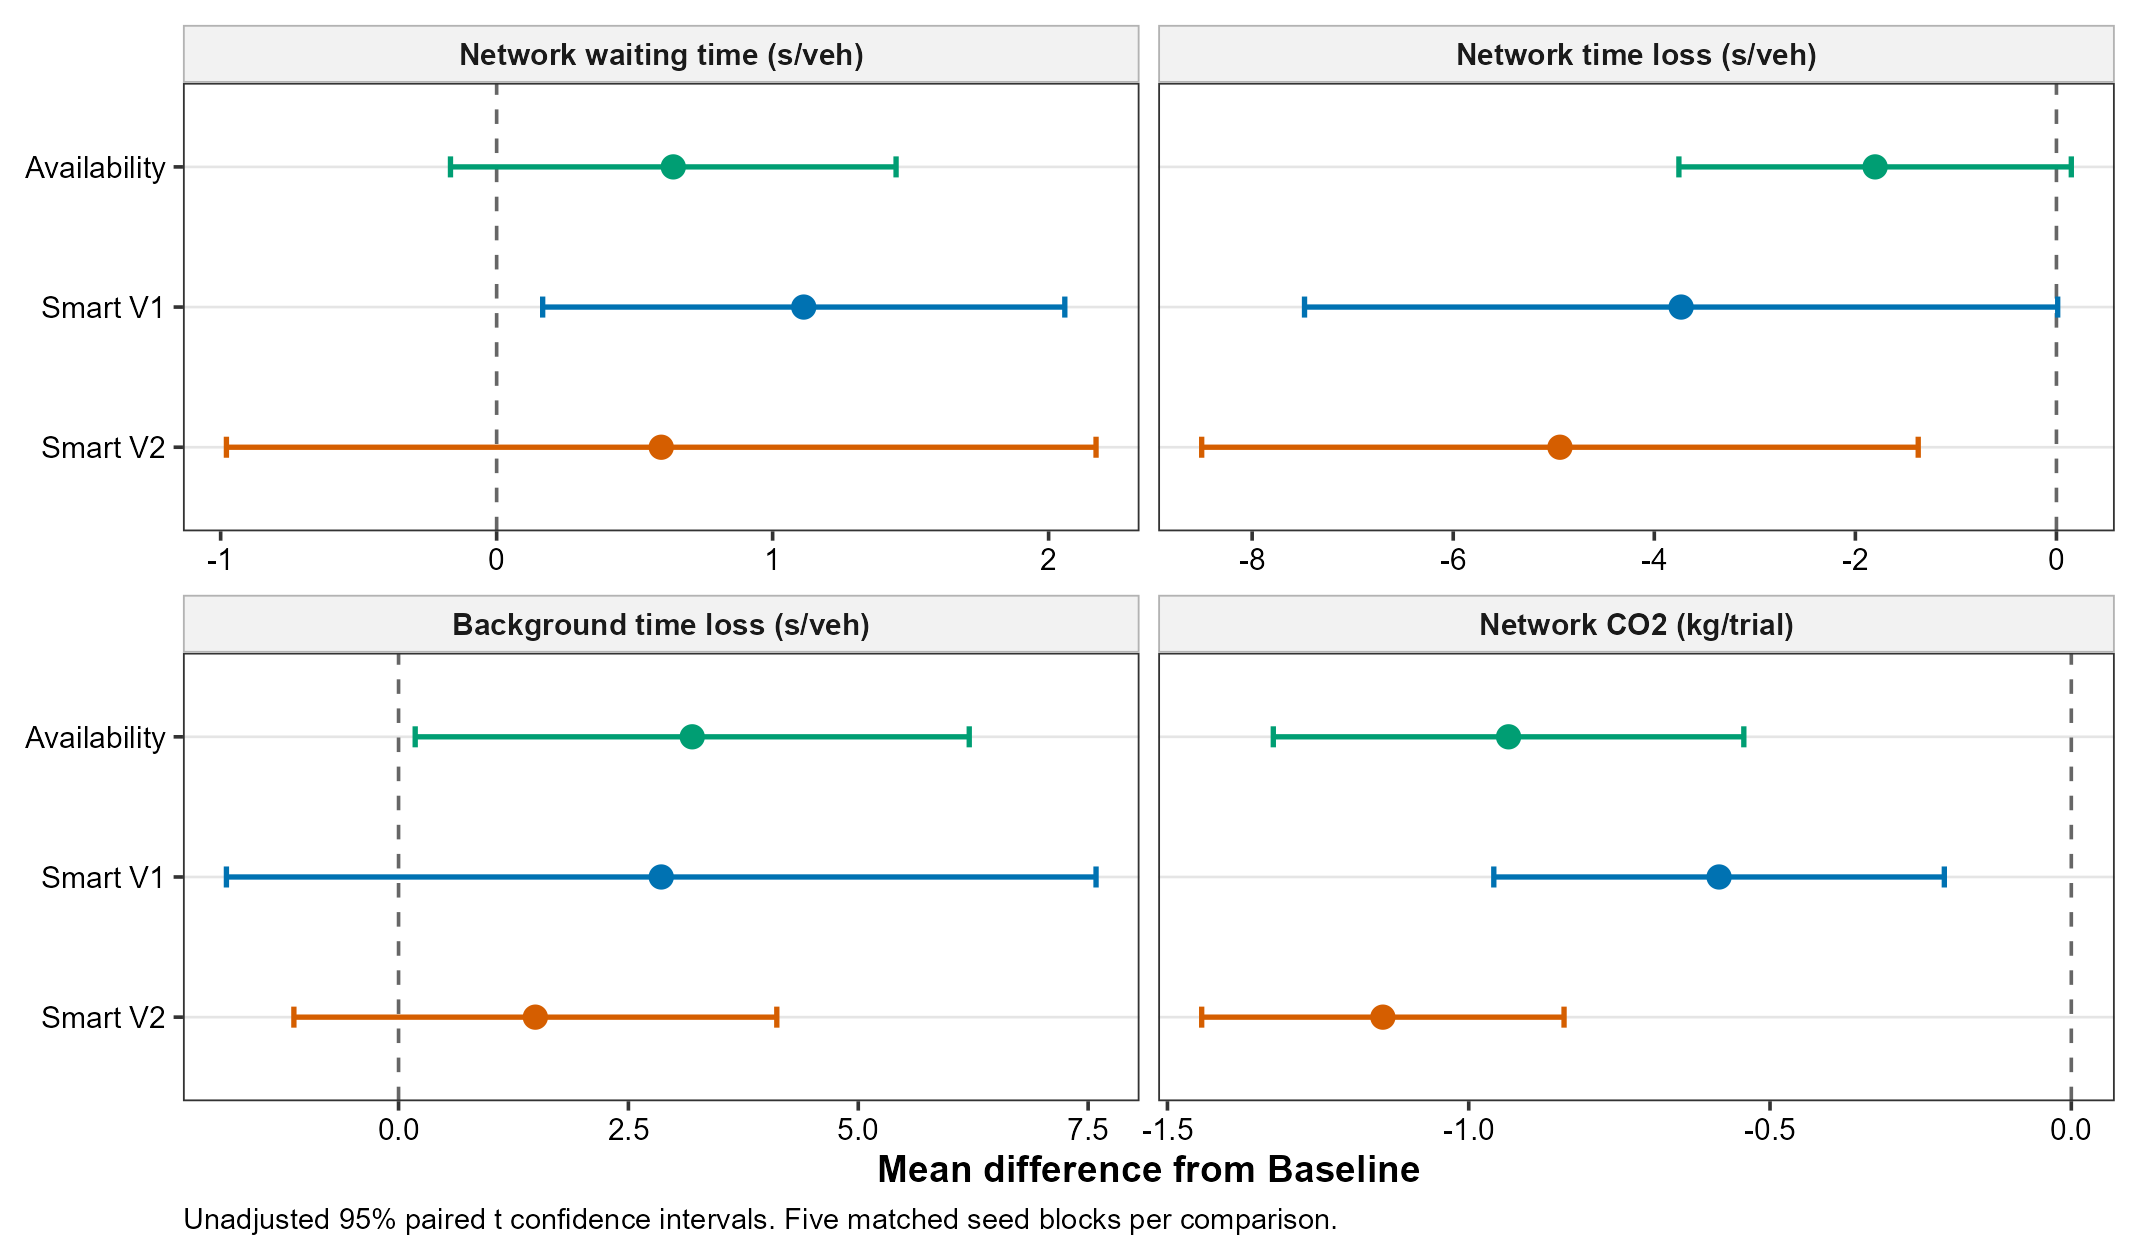 Network waiting time (s/veh)
Network time loss (s/veh)
Availability
Smart V1
Smart V2
-1 0 1 2
-8 -6 -4 -2 0
Background time loss (s/veh)
Network CO2 (kg/trial)
Availability
Smart V1
Smart V2
0.0 2.5 5.0 7.5
-1.5 -1.0 -0.5 0.0
Mean difference from Baseline
Unadjusted 95% paired t confidence intervals. Five matched seed blocks per comparison.